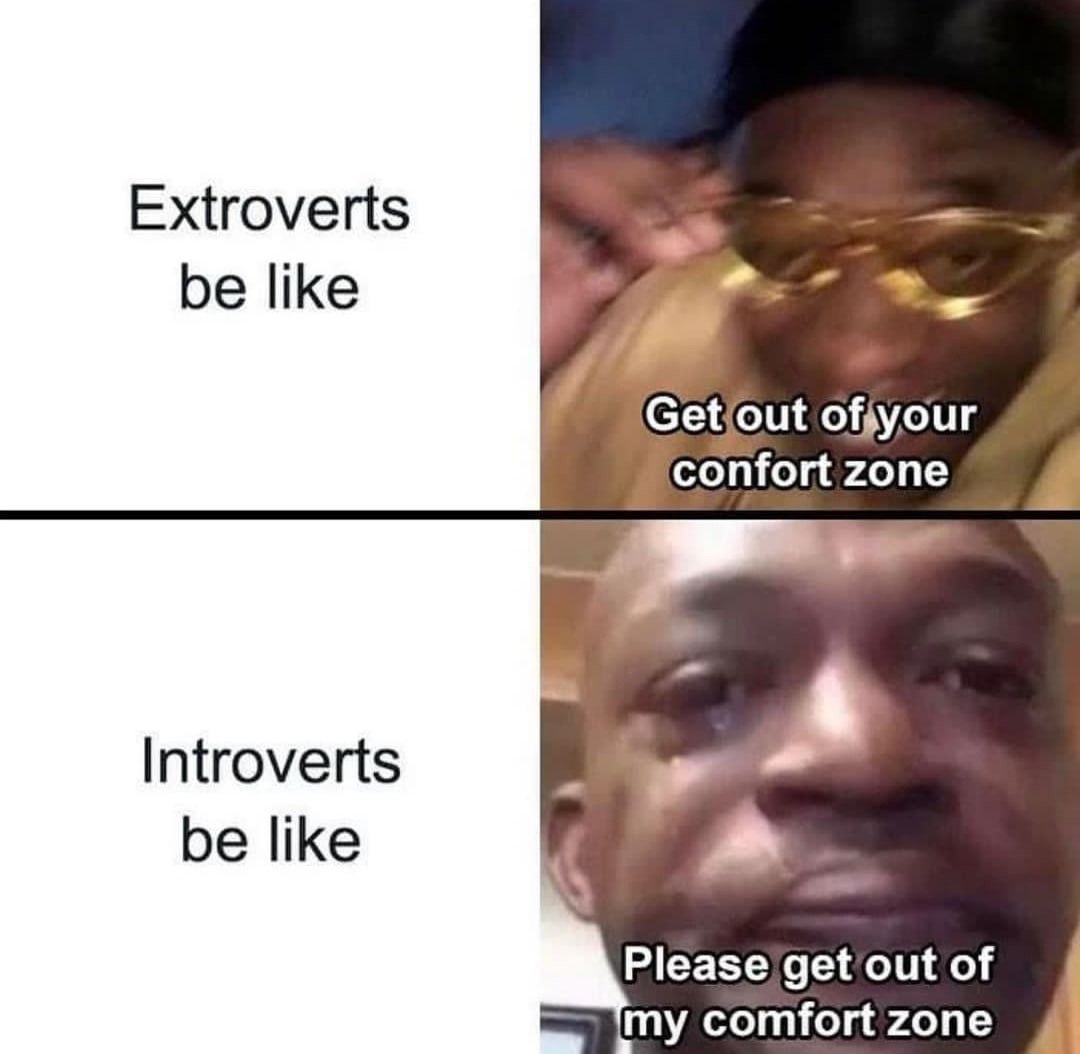 Extroverts
be like
Get out of your
confort zone
Introverts
be like
Please get out of
my comfort zone